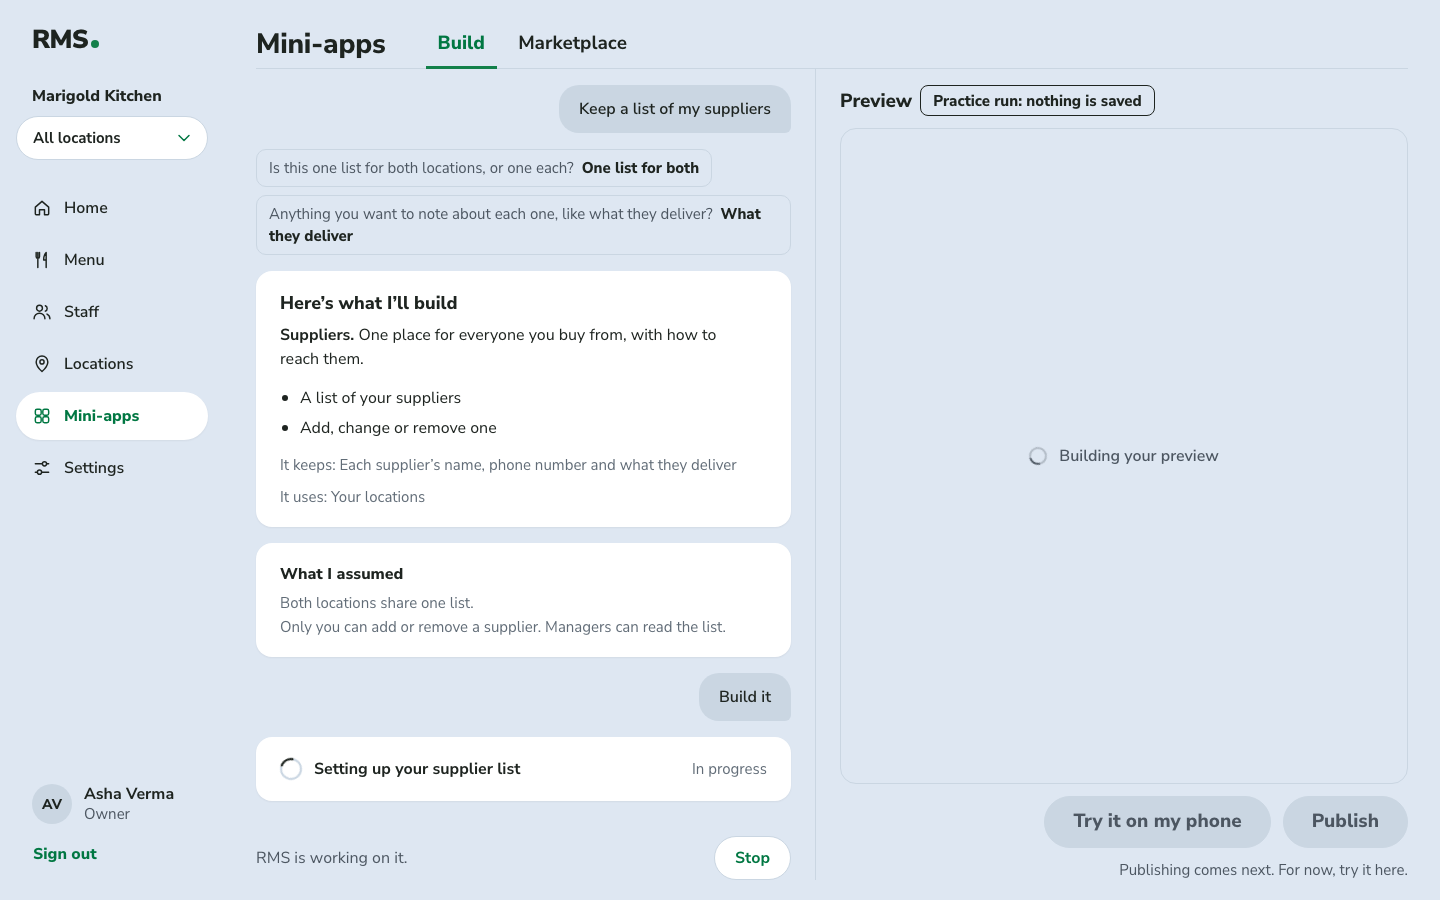 RMS.
Marigold Kitchen
All locations
Home
Menu
Staff
Locations
Mini-apps
Settings
AV
Asha Verma
Owner
Sign out
Mini-apps
Build
Marketplace
Keep a list of my suppliers
Is this one list for both locations, or one each? One list for both
Anything you want to note about each one, like what they deliver? What
they deliver
Here’s what I’ll build
Suppliers. One place for everyone you buy from, with how to
reach them.
• A list of your suppliers
• Add, change or remove one
It keeps: Each supplier’s name, phone number and what they deliver
It uses: Your locations
What I assumed
Both locations share one list.
Only you can add or remove a supplier. Managers can read the list.
Build it
Setting up your supplier list
In progress
RMS is working on it.
Stop
Preview
Practice run: nothing is saved
Building your preview
Try it on my phone
Publish
Publishing comes next. For now, try it here.